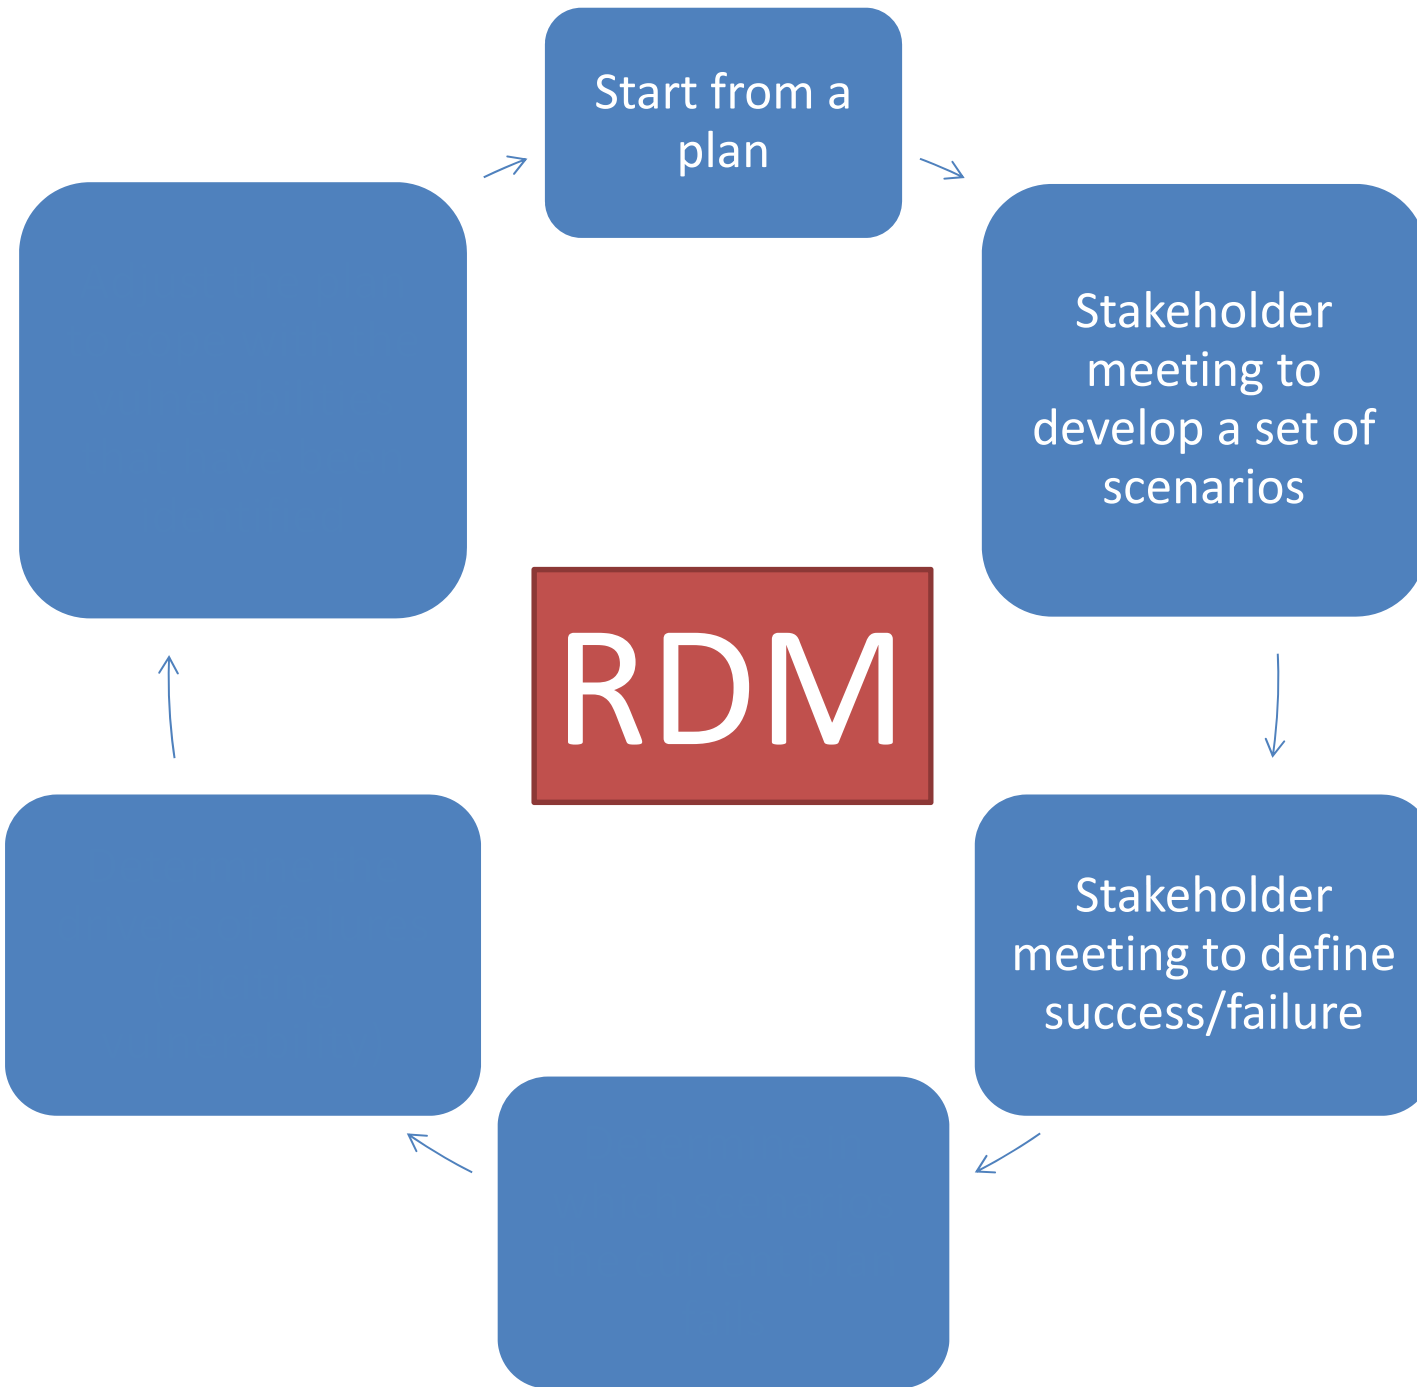 Start from a
plan
Stakeholder
meeting to
develop a set of
scenarios
RDM
Stakeholder
meeting to define
success/failure